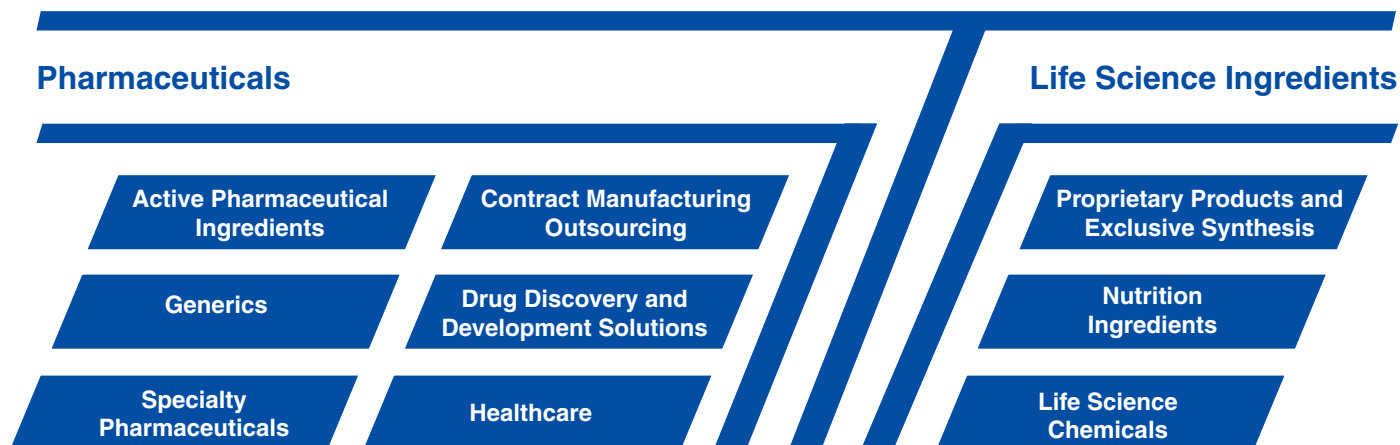 Pharmaceuticals
Life Science Ingredients
Active Pharmaceutical
Ingredients
Contract Manufacturing
Outsourcing
Proprietary Products and
Exclusive Synthesis
Generics
Drug Discovery and
Development Solutions
Nutrition
Ingredients
Specialty
Pharmaceuticals
Healthcare
Life Science
Chemicals